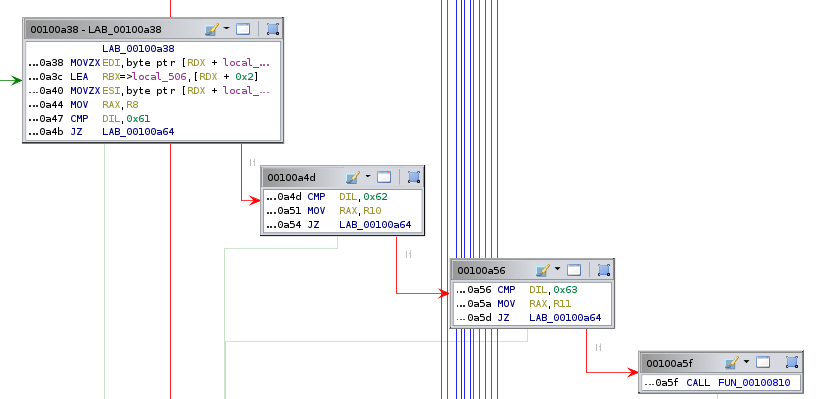 00100a38 - LAB_00100a38
LAB_00100a38
...0a38 MOVZX EDI,byte ptr [RDX + local_...
...0a3c LEA RBX=>local_506,[RDX + 0x2]
...0a40 MOVZX ESI,byte ptr [RDX + local_...
...0a44 MOV RAX,R8
...0a47 CMP DIL,0x61
...0a4b JZ LAB_00100a64
00100a4d
...0a4d CMP DIL,0x62
...0a51 MOV RAX,R10
...0a54 JZ LAB_00100a64
00100a56
...0a56 CMP DIL,0x63
...0a5a MOV RAX,R11
...0a5d JZ LAB_00100a64
00100a5f
...0a5f CALL FUN_00100810